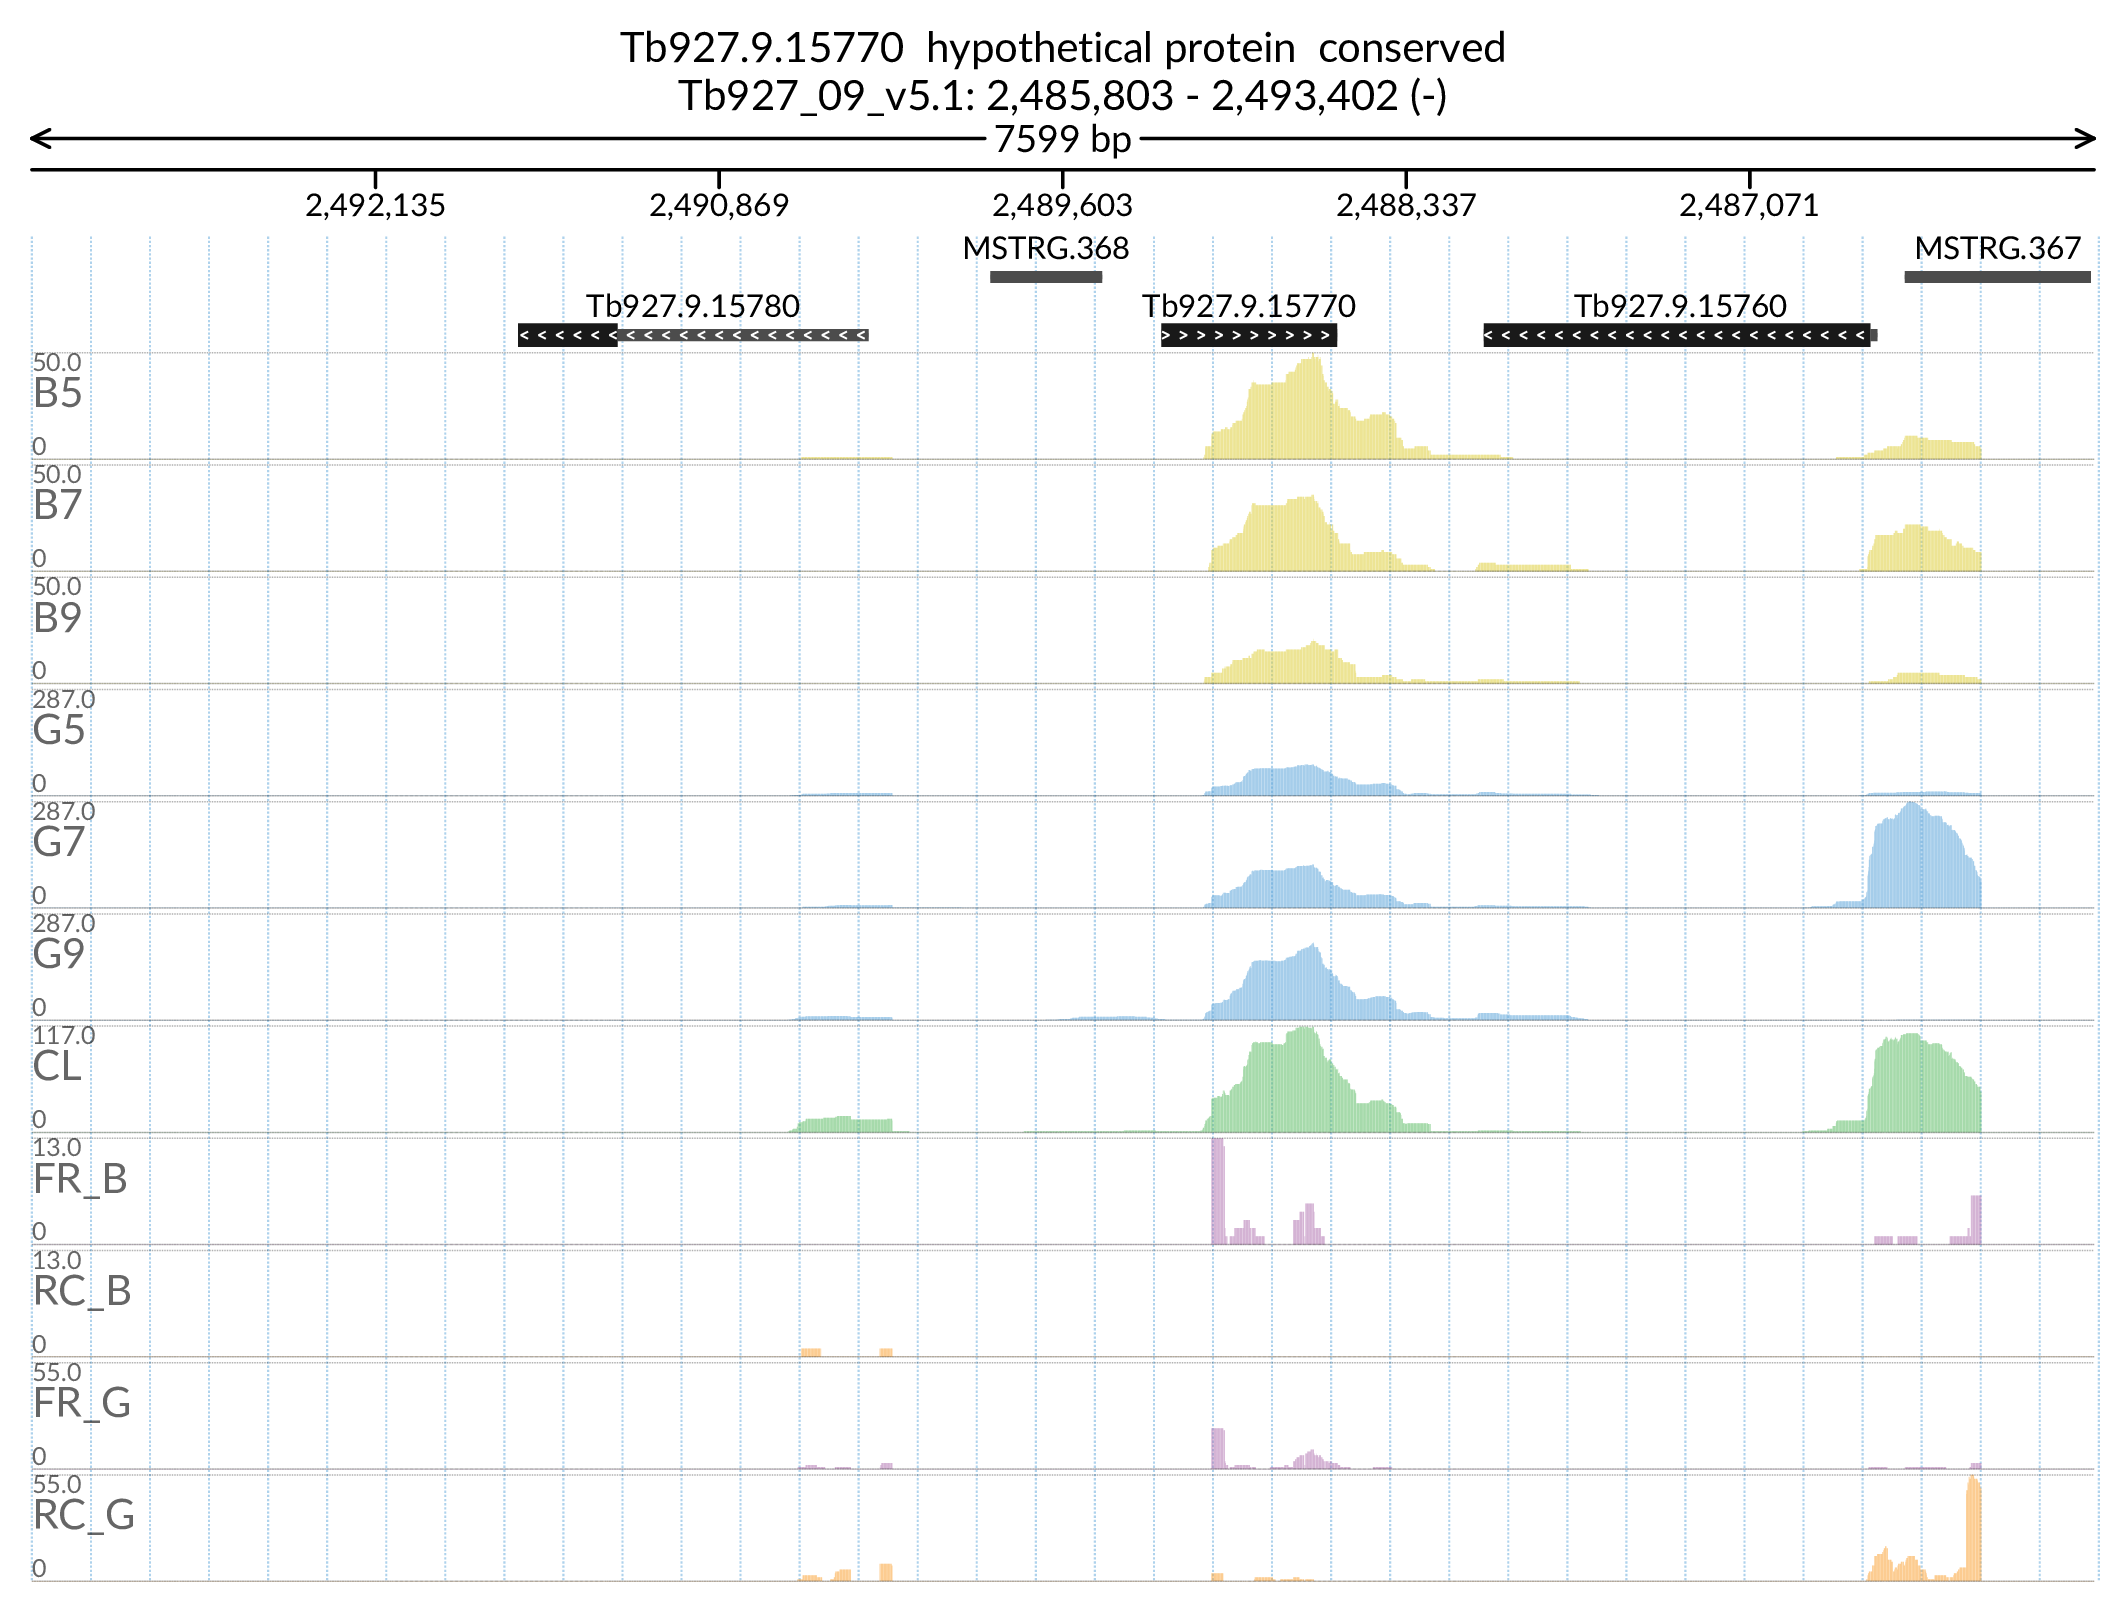 Tb927.9.15770 hypothetical protein conserved
Tb927_09_v5.1: 2,485,803 - 2,493,402 (-)
7599 bp
2,492,135 2,490,869 2,489,603 2,488,337 2,487,071
MSTRG.368 MSTRG.367
Tb927.9.15780 Tb927.9.15770 Tb927.9.15760
50.0
B5
0
50.0
B7
0
50.0
B9
0
287.0
G5
0
287.0
G7
0
287.0
G9
0
117.0
CL
0
13.0
FR_B
0
13.0
RC_B
0
55.0
FR_G
0
55.0
RC_G
0